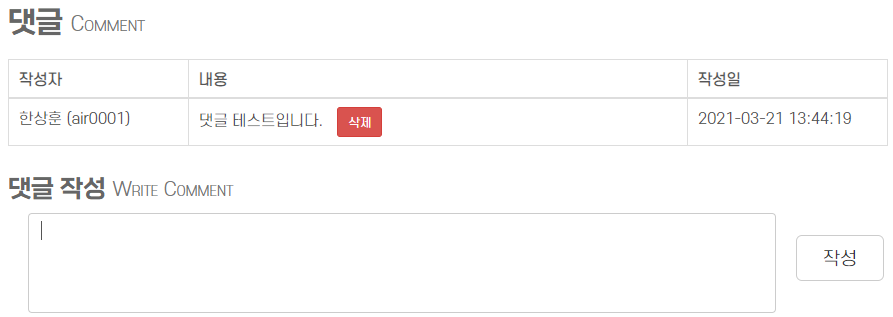 댓글 Comment
작성자 내용 작성일
한상훈 (air0001) 댓글 테스트입니다. 삭제 2021-03-21 13:44:19
댓글 작성 Write Comment
작성